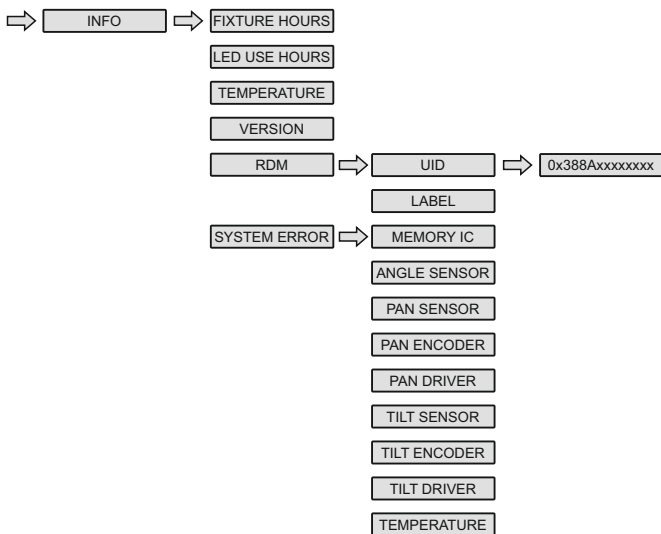 INFO
FIXTURE HOURS
LED USE HOURS
TEMPERATURE
VERSION
RDM
UID
0x388Axxxxxxxx
LABEL
SYSTEM ERROR
MEMORY IC
ANGLE SENSOR
PAN SENSOR
PAN ENCODER
PAN DRIVER
TILT SENSOR
TILT ENCODER
TILT DRIVER
TEMPERATURE